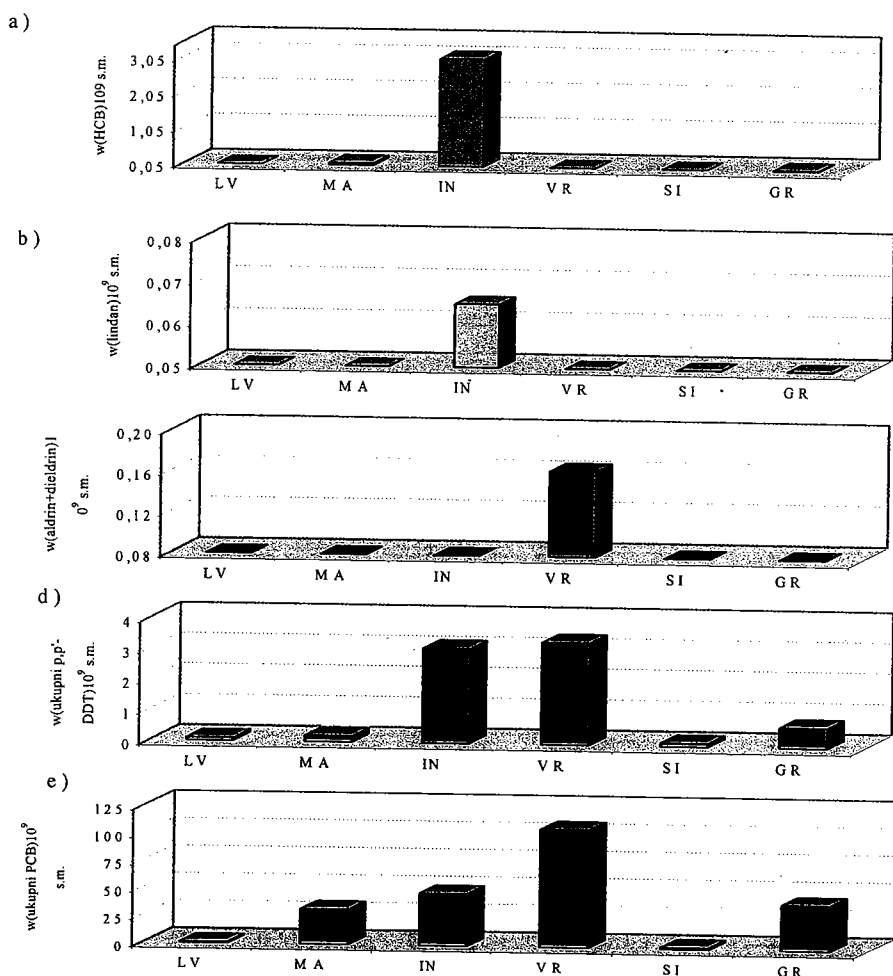 a )
w(HCB)109 s.m.
3,05
2,05
1,05
0,05
LV MA IN VR SI GR
b )
w(lindan)10⁹ s.m.
0,08
0,07
0,06
0,05
LV MA IN VR SI GR
w(aldrin+dieldrin)1
0⁹ s.m.
0,20
0,16
0,12
0,08
LV MA IN VR SI GR
d )
w(ukupni p,p'-
DDT)10⁹ s.m.
4
3
2
1
0
LV MA IN VR SI GR
e )
w(ukupni PCB)10⁹
s.m.
125
100
75
50
25
0
LV MA IN VR SI GR